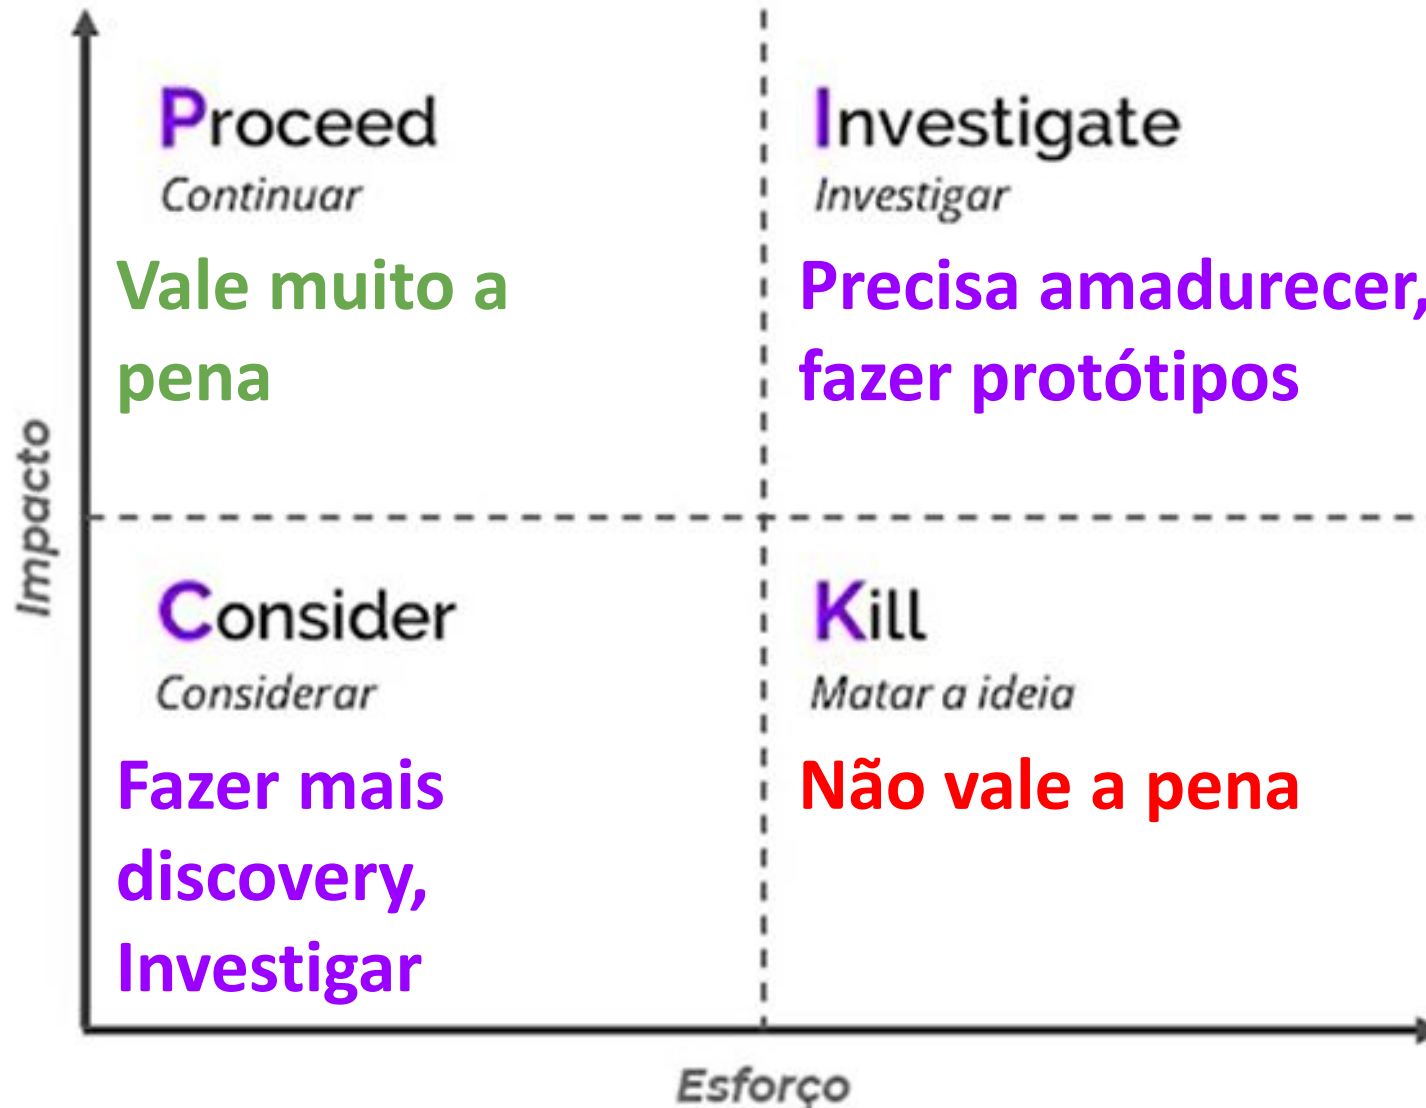 Proceed
Continuar
Vale muito a
pena
Investigate
Investigar
Precisa amadurecer,
fazer protótipos
Impacto
Consider
Considerar
Fazer mais
discovery,
Investigar
Kill
Matar a ideia
Não vale a pena
Esforço